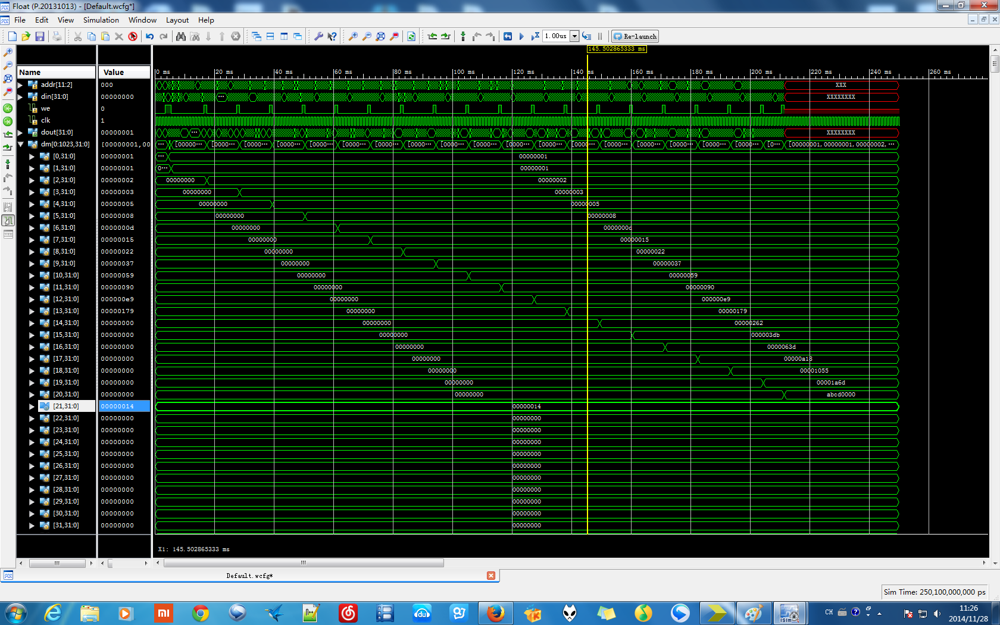 Float (P.20131013) - [Default.wcfg*]
File Edit View Simulation Window Layout Help
1.00us Re-launch
145.502865333 ms
Name Value
0 ms 20 ms 40 ms 60 ms 80 ms 100 ms 120 ms 140 ms 160 ms 180 ms 200 ms 220 ms 240 ms 260 ms
addr[11:2] 000 XXX
din[31:0] 00000000 ... XXXXXXXX
we 0
clk 1
dout[31:0] 00000001 ... XXXXXXXX
dm[0:1023,31:0] [00000001,00 ... [00000... [0000... [0000... [0000... [0000... [0000... [0000... [0000... [0000... [0000... [0000... [0000... [0000... [0000... [0000... [0000... [0000... [0000... [0... [00000001,00000001,00000002,...
[0,31:0] 00000001 ... 00000001
[1,31:0] 00000001 0... 00000001
[2,31:0] 00000002 00000000 00000002
[3,31:0] 00000003 00000000 00000003
[4,31:0] 00000005 00000000 00000005
[5,31:0] 00000008 00000000 00000008
[6,31:0] 0000000d 00000000 0000000d
[7,31:0] 00000015 00000000 00000015
[8,31:0] 00000022 00000000 00000022
[9,31:0] 00000037 00000000 00000037
[10,31:0] 00000059 00000000 00000059
[11,31:0] 00000090 00000000 00000090
[12,31:0] 000000e9 00000000 000000e9
[13,31:0] 00000179 00000000 00000179
[14,31:0] 00000000 00000000 00000262
[15,31:0] 00000000 00000000 000003db
[16,31:0] 00000000 00000000 0000063d
[17,31:0] 00000000 00000000 00000a18
[18,31:0] 00000000 00000000 00001055
[19,31:0] 00000000 00000000 00001a6d
[20,31:0] 00000000 00000000 abcd0000
[21,31:0] 00000014 00000014
[22,31:0] 00000000 00000000
[23,31:0] 00000000 00000000
[24,31:0] 00000000 00000000
[25,31:0] 00000000 00000000
[26,31:0] 00000000 00000000
[27,31:0] 00000000 00000000
[28,31:0] 00000000 00000000
[29,31:0] 00000000 00000000
[30,31:0] 00000000 00000000
[31,31:0] 00000000 00000000
X1: 145.502865333 ms
Default.wcfg*
Sim Time: 250,100,000,000 ps
mi N++ du ISim CH 11:26
2014/11/28